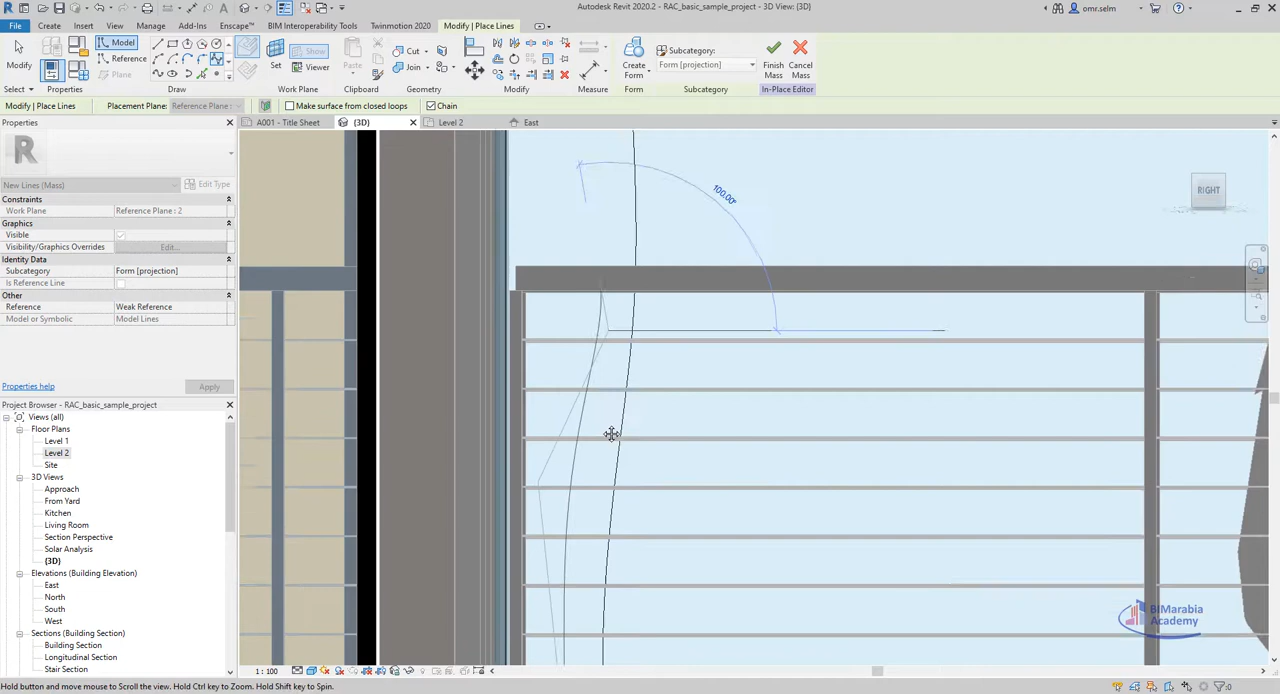 Autodesk Revit 2020.2 - RAC_basic_sample_project - 3D View: {3D}
omr.selm
File Create Insert View Manage Add-Ins Enscape™ BIM Interoperability Tools Twinmotion 2020 Modify | Place Lines
Modify
Paste
Model
Reference
Plane
Set
Show
Viewer
Cut
Join
Create Form
Subcategory:
Form [projection]
Finish Mass
Cancel Mass
Select Properties Draw Work Plane Clipboard Geometry Modify Measure Form Subcategory In-Place Editor
Modify | Place Lines Placement Plane: Reference Plane : Make surface from closed loops Chain
Properties
A001 - Title Sheet {3D} Level 2 East
New Lines (Mass) Edit Type
Constraints
Work Plane Reference Plane : 2
Graphics
Visible
Visibility/Graphics Overrides Edit...
Identity Data
Subcategory Form [projection]
Is Reference Line
Other
Reference Weak Reference
Model or Symbolic Model Lines
Properties help Apply
100.00°
RIGHT
Project Browser - RAC_basic_sample_project
Views (all)
Floor Plans
Level 1
Level 2
Site
3D Views
Approach
From Yard
Kitchen
Living Room
Section Perspective
Solar Analysis
{3D}
Elevations (Building Elevation)
East
North
South
West
Sections (Building Section)
Building Section
Longitudinal Section
Stair Section
BIMarabia
Academy
1 : 100
Hold button and move mouse to Scroll the view. Hold Ctrl key to Zoom. Hold Shift key to Spin.
:0